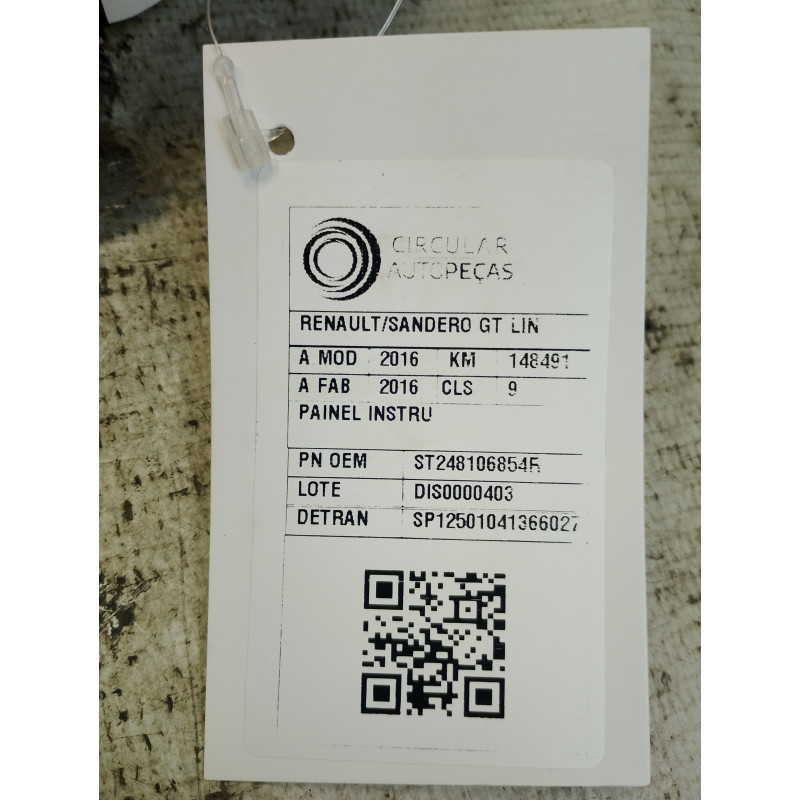 CIRCULAR
AUTOPEÇAS
RENAULT/SANDERO GT LIN
A MOD 2016 KM 148491
A FAB 2016 CLS 9
PAINEL INSTRU
PN OEM ST248106854R
LOTE DIS0000403
DETRAN SP12501041366027